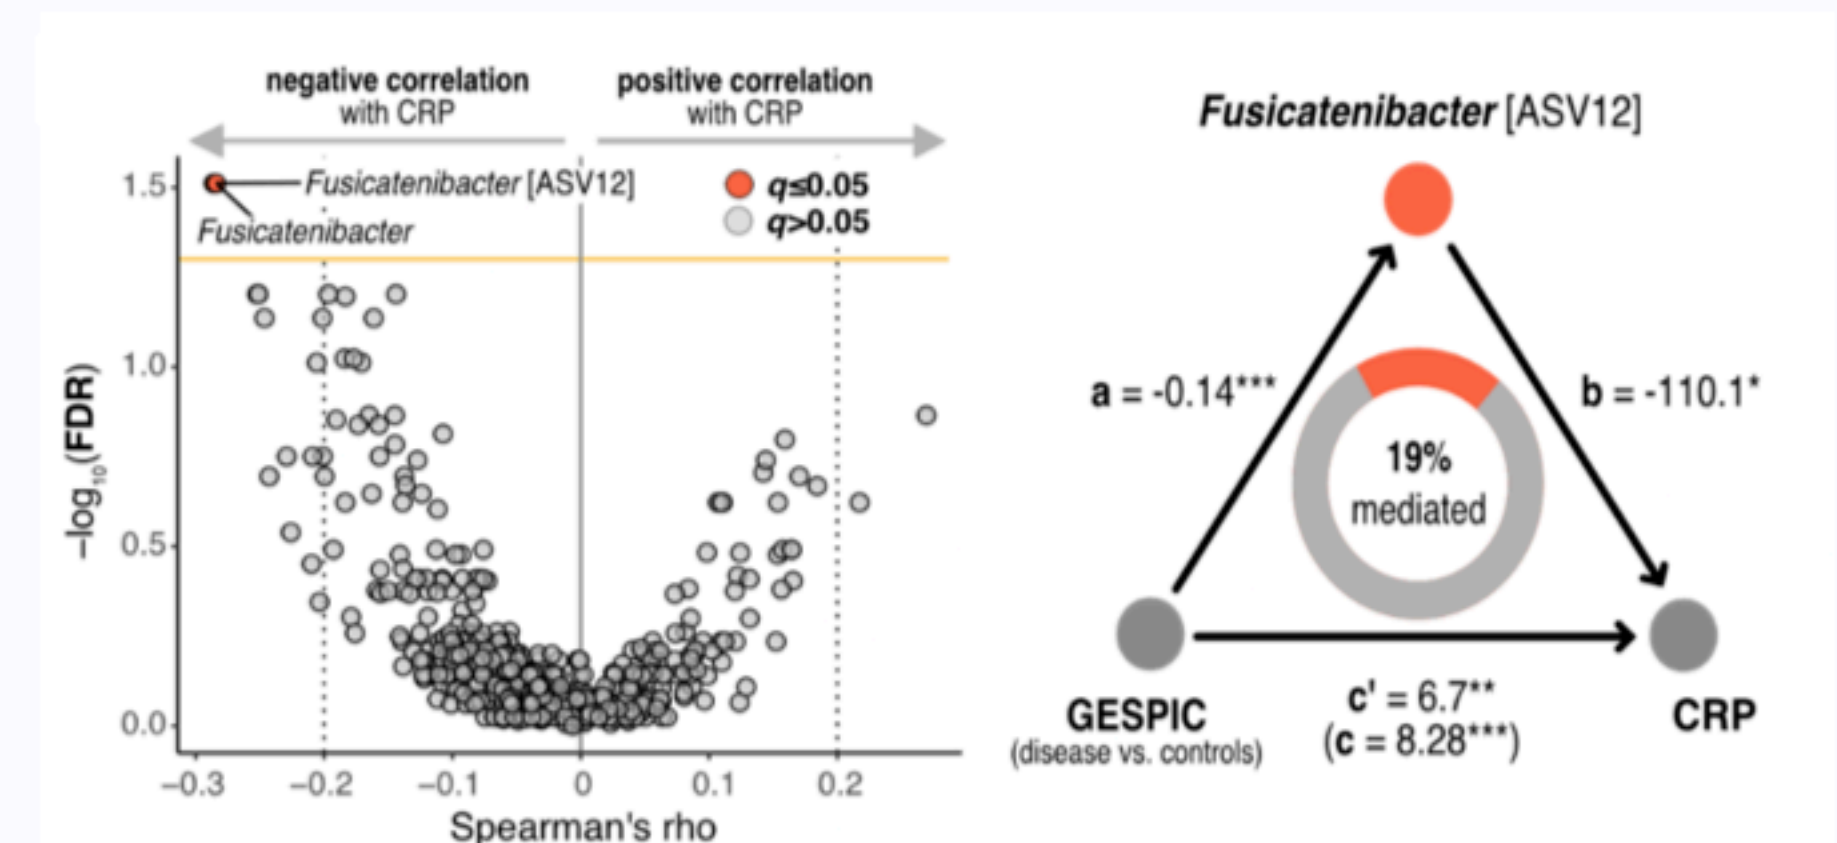 negative correlation
with CRP
positive correlation
with CRP
Fusicatenibacter [ASV12]
Fusicatenibacter
q≤0.05
q>0.05
1.5
1.0
0.5
0.0
–log₁₀(FDR)
−0.3
−0.2
−0.1
0
0.1
0.2
Spearman's rho
Fusicatenibacter [ASV12]
a = -0.14***
b = -110.1*
19%
mediated
GESPIC
(disease vs. controls)
c' = 6.7**
(c = 8.28***)
CRP